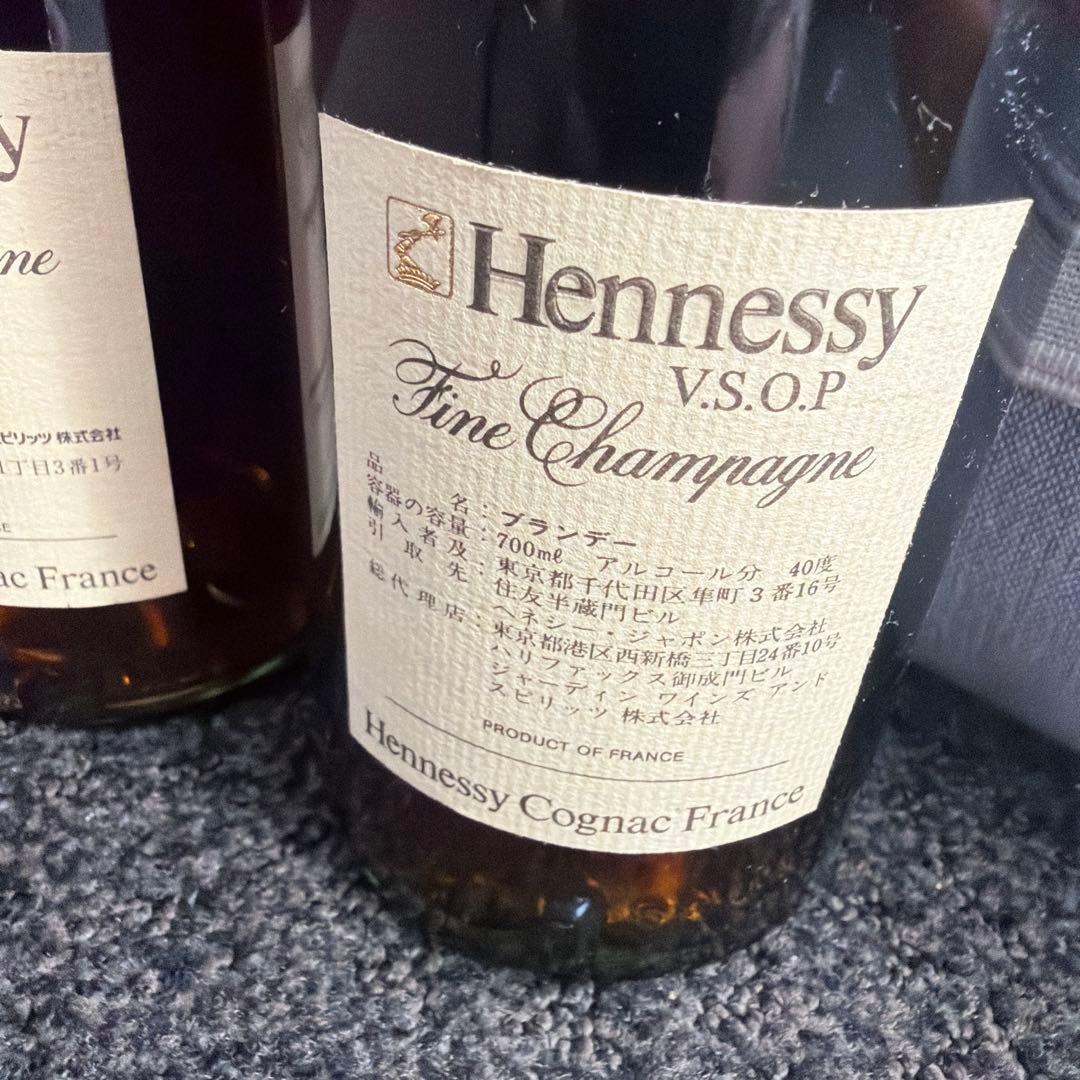 Hennessy
V.S.O.P
Fine Champagne
品名：ブランデー
容器の容量：700ml アルコール分 40度
輸入者及：東京都千代田区隼町3番16号
引取先 住友半蔵門ビル
ヘネシー・ジャポン株式会社
総代理店：東京都港区西新橋三丁目24番10号
ハリファックス御成門ビル
ジャーディン ワインズ アンド
スピリッツ 株式会社
PRODUCT OF FRANCE
Hennessy Cognac France
y
ne
ピリッツ 株式会社
1丁目3番1号
CE
ac France